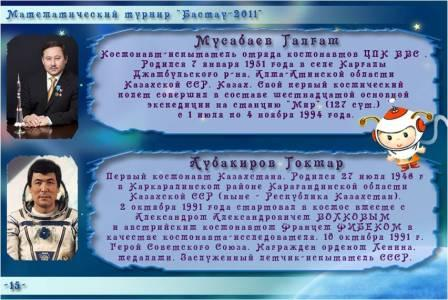 Математический турнир "Бастау-2011"
Мусабаев Талгат
Космонавт-испытатель отряда космонавтов ЦПК ВВС.
Родился 7 января 1951 года в селе Каргалы
Джамбульского р-на, Алма-Атинской области
Казахской ССР. Казах. Свой первый космический
полет совершил в составе шестнадцатой основной
экспедиции на станцию "Мир" (127 сут.)
с 1 июля по 4 ноября 1994 года.
Аубакиров Токтар
Первый космонавт Казахстана. Родился 27 июля 1946 г
в Каркаралинском районе Карагандинской области
Казахской ССР (ныне - Республика Казахстан).
2 октября 1991 года стартовал в космос вместе с
Александром Александровичем ВОЛКОВЫМ
и австрийским космонавтом Францем ФИБЕКОМ в
качестве космонавта-исследователя. 10 октября 1991 г.
Герой Советского Союза. Награжден орденом Ленина,
медалями. Заслуженный летчик-испытатель СССР.
-15-